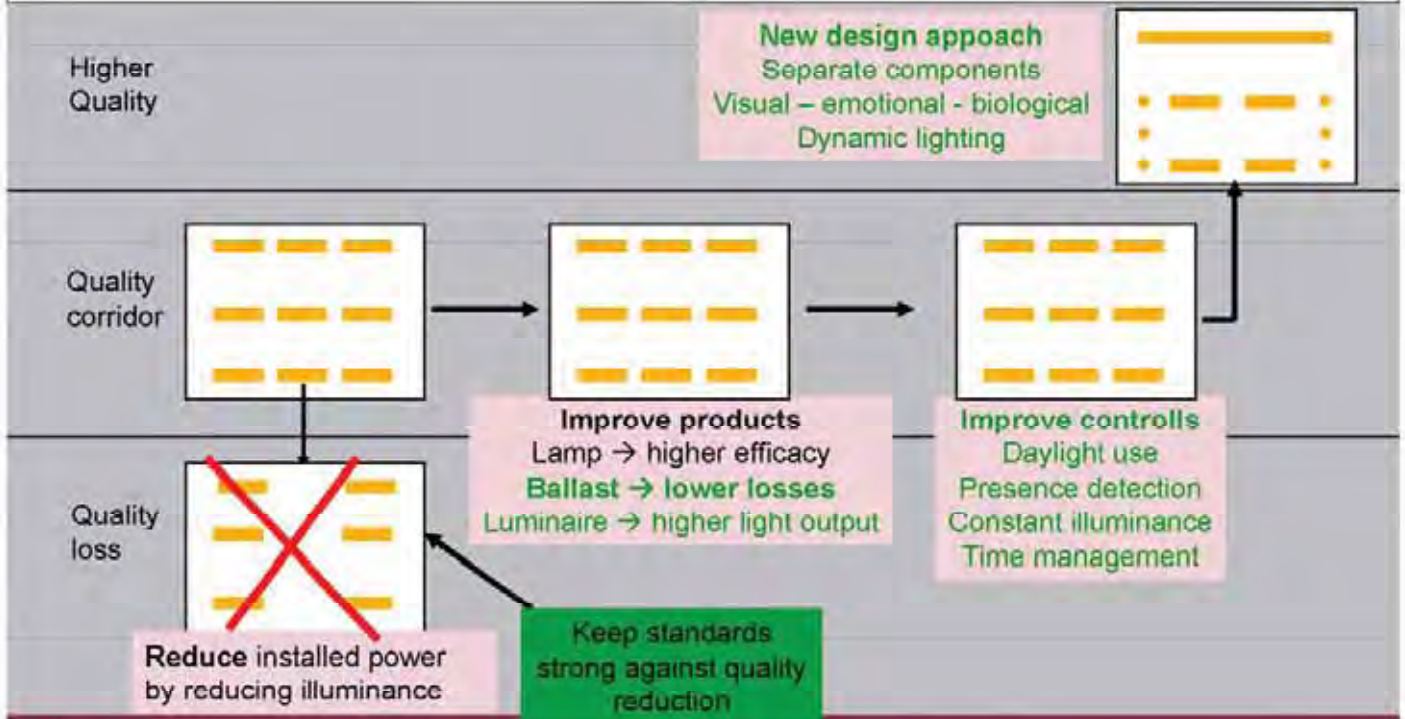 Higher
Quality
New design appoach
Separate components
Visual – emotional - biological
Dynamic lighting
Quality
corridor
Improve products
Lamp → higher efficacy
Ballast → lower losses
Luminaire → higher light output
Improve controlls
Daylight use
Presence detection
Constant illuminance
Time management
Quality
loss
Reduce installed power
by reducing illuminance
Keep standards
strong against quality
reduction